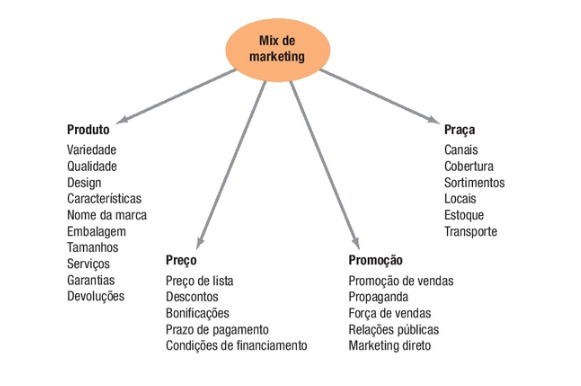 Mix de
marketing
Produto
Variedade
Qualidade
Design
Características
Nome da marca
Embalagem
Tamanhos
Serviços
Garantias
Devoluções
Preço
Preço de lista
Descontos
Bonificações
Prazo de pagamento
Condições de financiamento
Promoção
Promoção de vendas
Propaganda
Força de vendas
Relações públicas
Marketing direto
Praça
Canais
Cobertura
Sortimentos
Locais
Estoque
Transporte